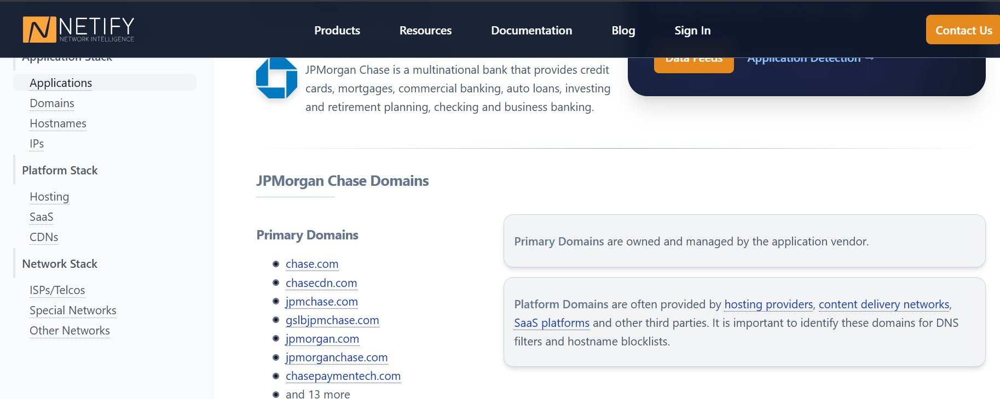 NETIFY
NETWORK INTELLIGENCE
Products
Resources
Documentation
Blog
Sign In
Contact Us
Application Stack
Applications
Domains
Hostnames
IPs
Platform Stack
Hosting
SaaS
CDNs
Network Stack
ISPs/Telcos
Special Networks
Other Networks
JPMorgan Chase is a multinational bank that provides credit
cards, mortgages, commercial banking, auto loans, investing
and retirement planning, checking and business banking.
Data Feeds
Application Detection →
JPMorgan Chase Domains
Primary Domains
chase.com
chasecdn.com
jpmchase.com
gslbjpmchase.com
jpmorgan.com
jpmorganchase.com
chasepaymentech.com
and 13 more
Primary Domains are owned and managed by the application vendor.
Platform Domains are often provided by hosting providers, content delivery networks,
SaaS platforms and other third parties. It is important to identify these domains for DNS
filters and hostname blocklists.